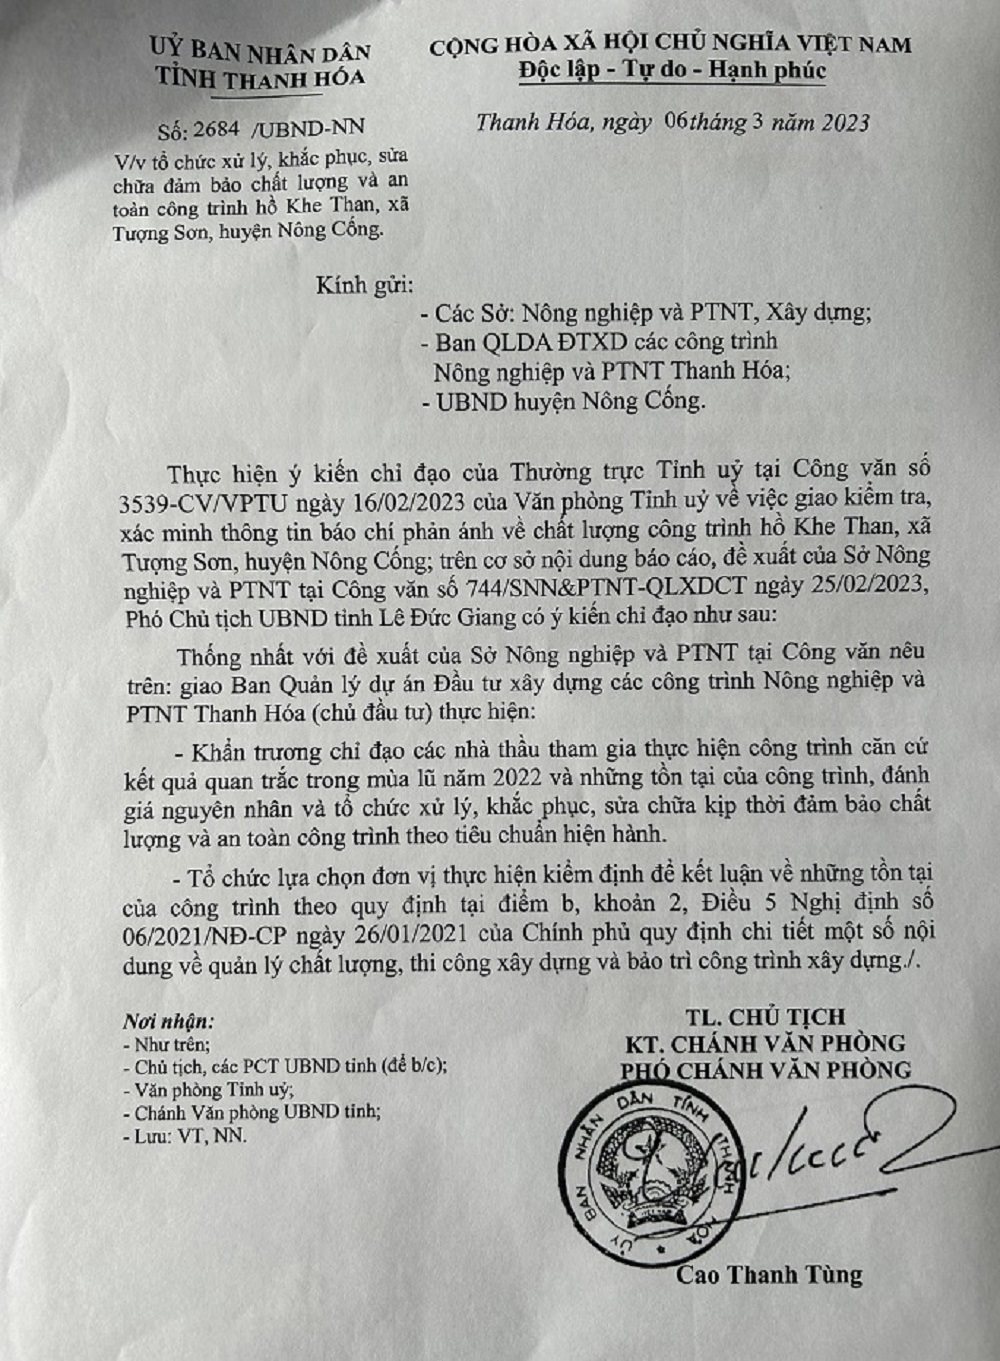 UỶ BAN NHÂN DÂN
TỈNH THANH HÓA
CỘNG HÒA XÃ HỘI CHỦ NGHĨA VIỆT NAM
Độc lập - Tự do - Hạnh phúc
Số: 2684 /UBND-NN
Thanh Hóa, ngày 06 tháng 3 năm 2023
V/v tổ chức xử lý, khắc phục, sửa
chữa đảm bảo chất lượng và an
toàn công trình hồ Khe Than, xã
Tượng Sơn, huyện Nông Cống.
Kính gửi:
- Các Sở: Nông nghiệp và PTNT, Xây dựng;
- Ban QLDA ĐTXD các công trình
Nông nghiệp và PTNT Thanh Hóa;
- UBND huyện Nông Cống.
Thực hiện ý kiến chỉ đạo của Thường trực Tỉnh uỷ tại Công văn số
3539-CV/VPTU ngày 16/02/2023 của Văn phòng Tỉnh uỷ về việc giao kiểm tra,
xác minh thông tin báo chí phản ánh về chất lượng công trình hồ Khe Than, xã
Tượng Sơn, huyện Nông Cống; trên cơ sở nội dung báo cáo, đề xuất của Sở Nông
nghiệp và PTNT tại Công văn số 744/SNN&PTNT-QLXDCT ngày 25/02/2023,
Phó Chủ tịch UBND tỉnh Lê Đức Giang có ý kiến chỉ đạo như sau:
Thống nhất với đề xuất của Sở Nông nghiệp và PTNT tại Công văn nêu
trên: giao Ban Quản lý dự án Đầu tư xây dựng các công trình Nông nghiệp và
PTNT Thanh Hóa (chủ đầu tư) thực hiện:
- Khẩn trương chỉ đạo các nhà thầu tham gia thực hiện công trình căn cứ
kết quả quan trắc trong mùa lũ năm 2022 và những tồn tại của công trình, đánh
giá nguyên nhân và tổ chức xử lý, khắc phục, sửa chữa kịp thời đảm bảo chất
lượng và an toàn công trình theo tiêu chuẩn hiện hành.
- Tổ chức lựa chọn đơn vị thực hiện kiểm định để kết luận về những tồn tại
của công trình theo quy định tại điểm b, khoản 2, Điều 5 Nghị định số
06/2021/NĐ-CP ngày 26/01/2021 của Chính phủ quy định chi tiết một số nội
dung về quản lý chất lượng, thi công xây dựng và bảo trì công trình xây dựng./.
Nơi nhận:
- Như trên;
- Chủ tịch, các PCT UBND tỉnh (để b/c);
- Văn phòng Tỉnh uỷ;
- Chánh Văn phòng UBND tỉnh;
- Lưu: VT, NN.
TL. CHỦ TỊCH
KT. CHÁNH VĂN PHÒNG
PHÓ CHÁNH VĂN PHÒNG
ỦY BAN NHÂN DÂN TỈNH THANH HÓA
Cao Thanh Tùng